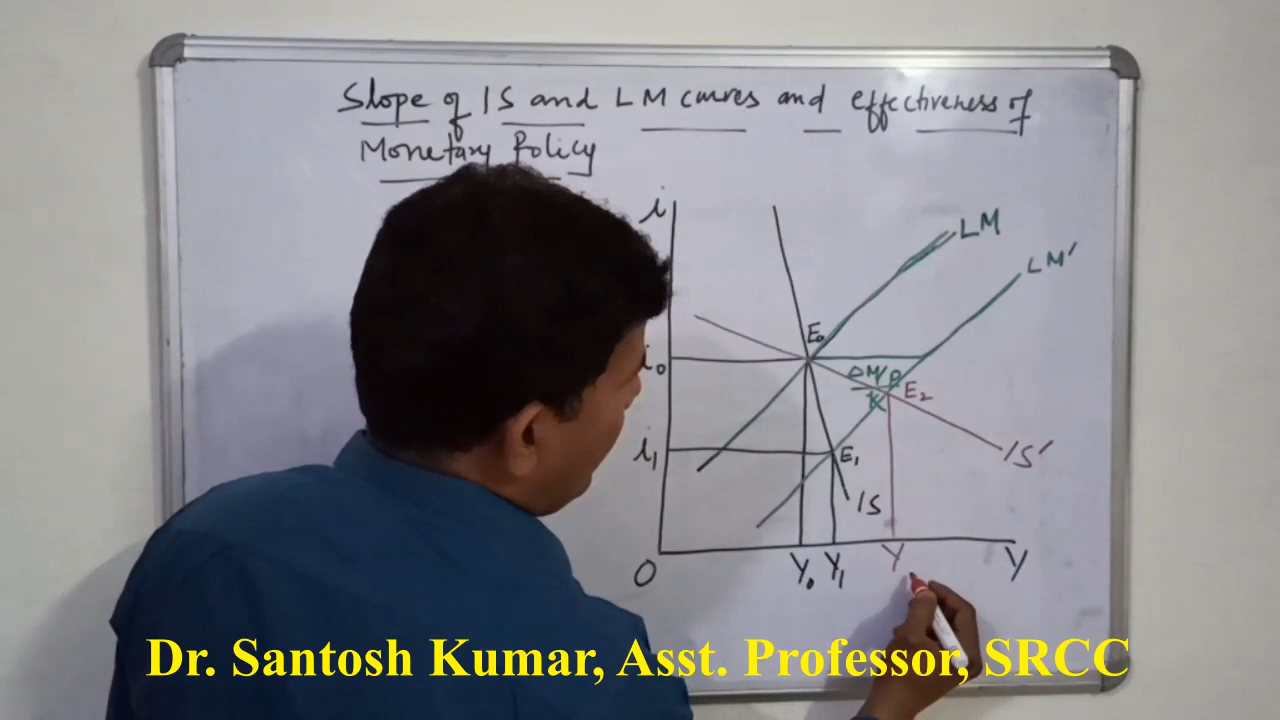 Slope of IS and LM curves and effectiveness of
Monetary Policy
i
LM
LM'
E₀
i₀
ΔM/P
K
E₂
i₁
E₁
IS'
IS
O
Y₀
Y₁
Y
Y
Dr. Santosh Kumar, Asst. Professor, SRCC